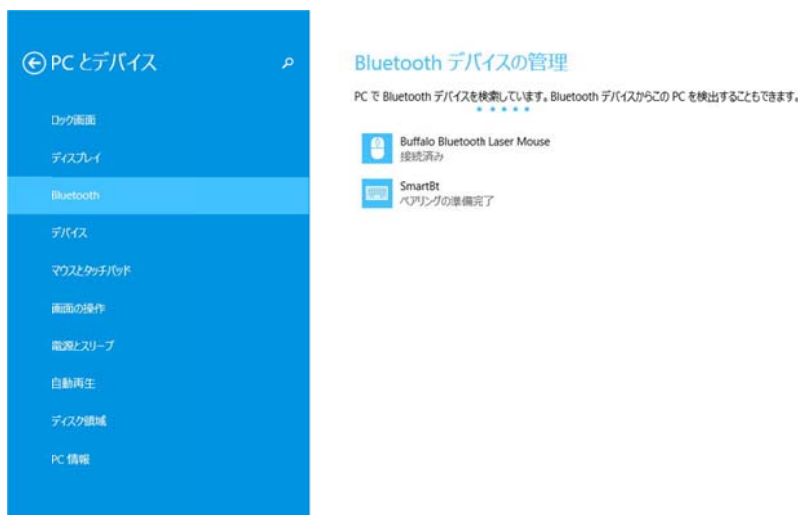 PC とデバイス
ロック画面
ディスプレイ
Bluetooth
デバイス
マウスとタッチパッド
画面の操作
電源とスリープ
自動再生
ディスク領域
PC 情報
Bluetooth デバイスの管理
PC で Bluetooth デバイスを検索しています。Bluetooth デバイスからこの PC を検出することもできます。
Buffalo Bluetooth Laser Mouse
接続済み
SmartBt
ペアリングの準備完了